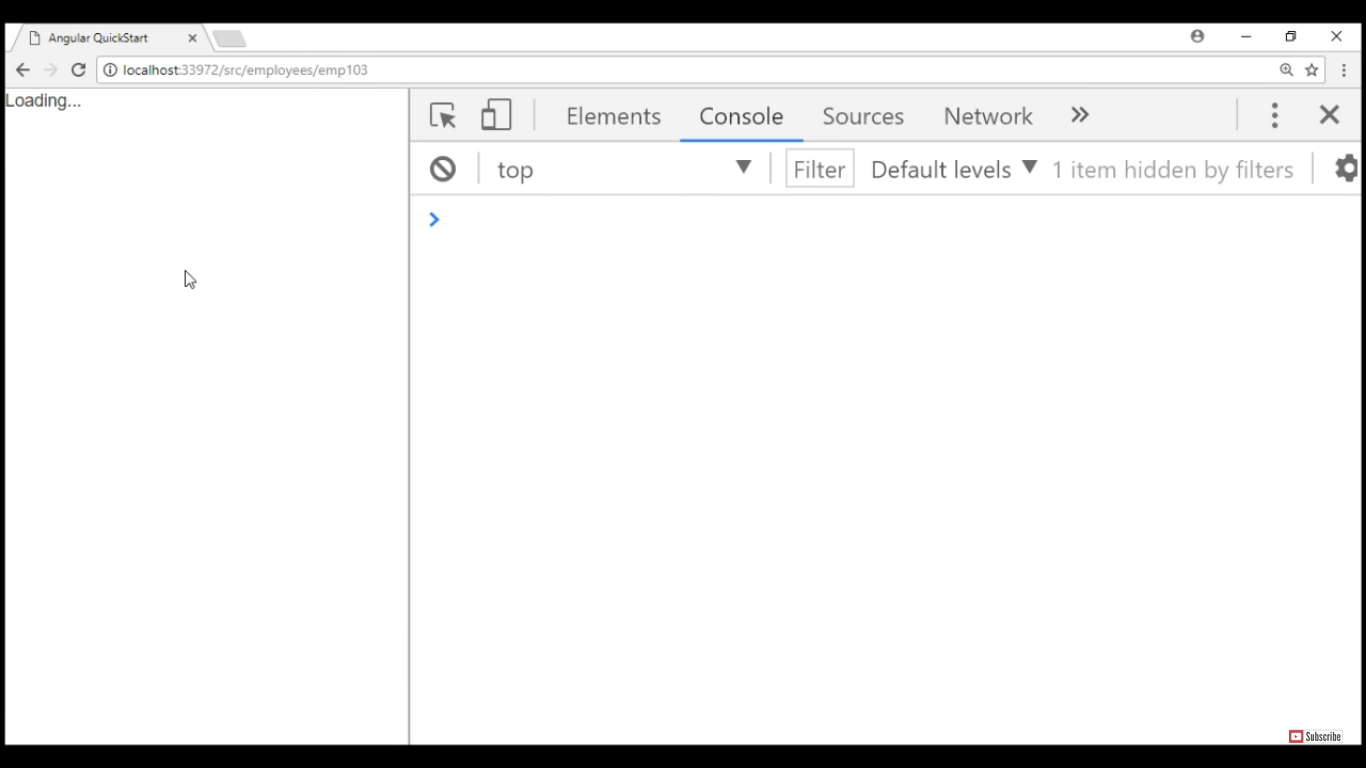 Angular QuickStart
localhost:33972/src/employees/emp103
Loading...
Elements Console Sources Network
top Filter Default levels 1 item hidden by filters
Subscribe